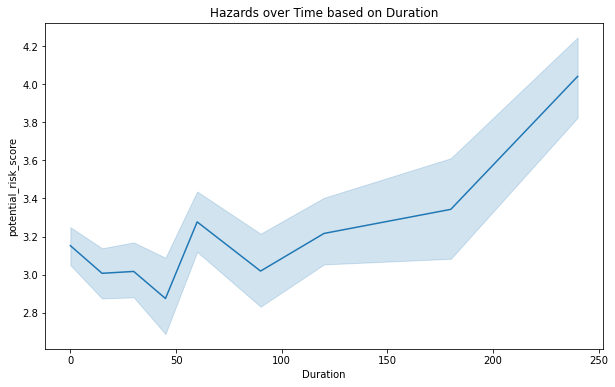 Hazards over Time based on Duration
4.2
4.0
3.8
3.6
3.4
3.2
3.0
2.8
potential_risk_score
0 50 100 150 200 250
Duration